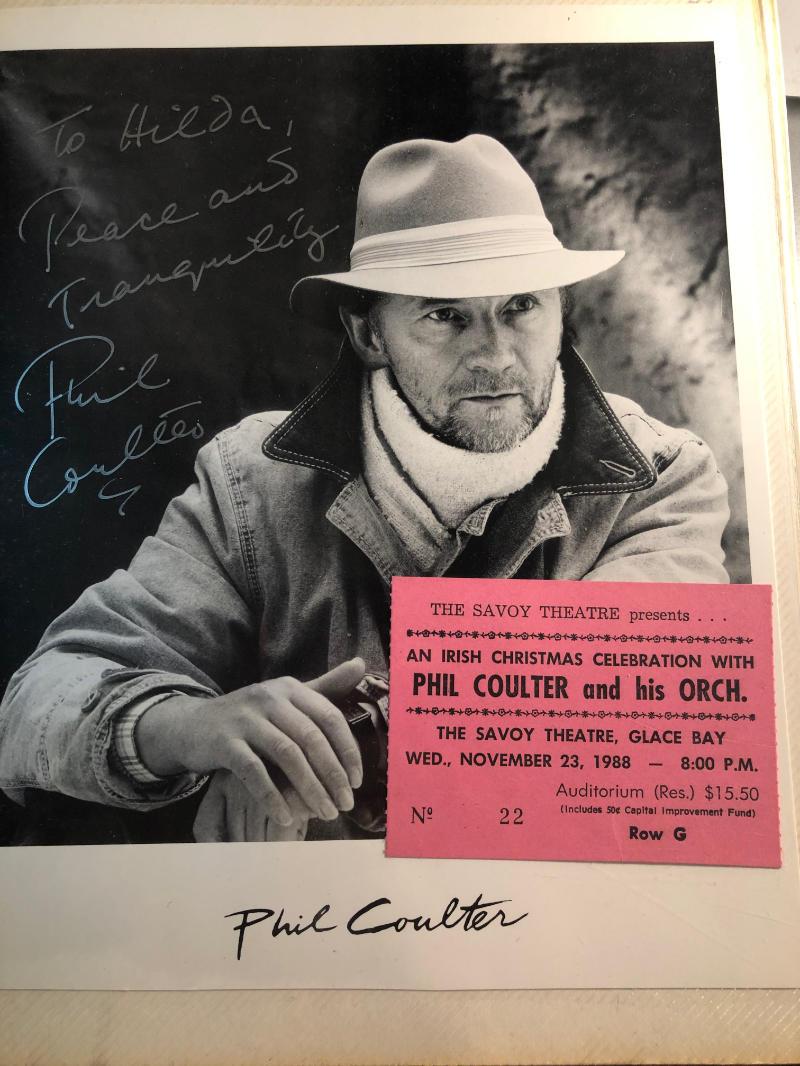 To Hilda,
Peace and
Tranquility
Phil
Coulter
THE SAVOY THEATRE presents . . .
AN IRISH CHRISTMAS CELEBRATION WITH
PHIL COULTER and his ORCH.
THE SAVOY THEATRE, GLACE BAY
WED., NOVEMBER 23, 1988 — 8:00 P.M.
Auditorium (Res.) $15.50
(Includes 50¢ Capital Improvement Fund)
Nº 22
Row G
Phil Coulter